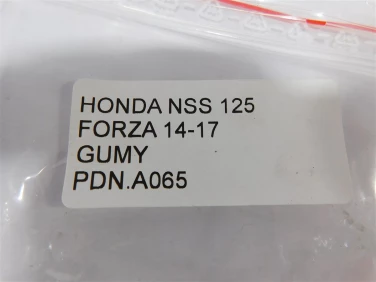 HONDA NSS 125
FORZA 14-17
GUMY
PDN.A065